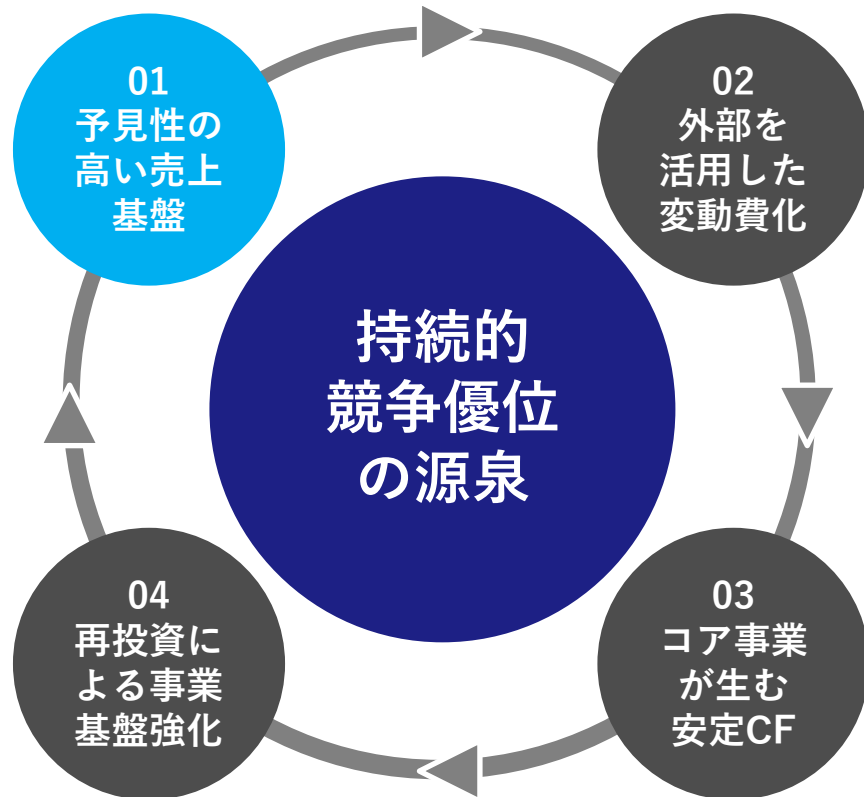 01
予見性の
高い売上
基盤
02
外部を
活用した
変動費化
持続的
競争優位
の源泉
03
コア事業
が生む
安定CF
04
再投資に
よる事業
基盤強化